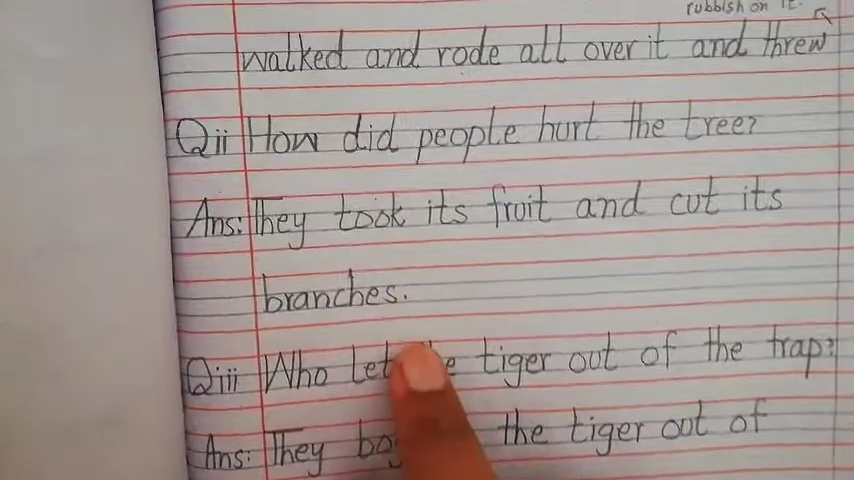 rubbish on it.
walked and rode all over it and threw
Qii How did people hurt the tree?
Ans: They took its fruit and cut its
branches.
Qiii Who let the tiger out of the trap?
Ans: They the tiger out of